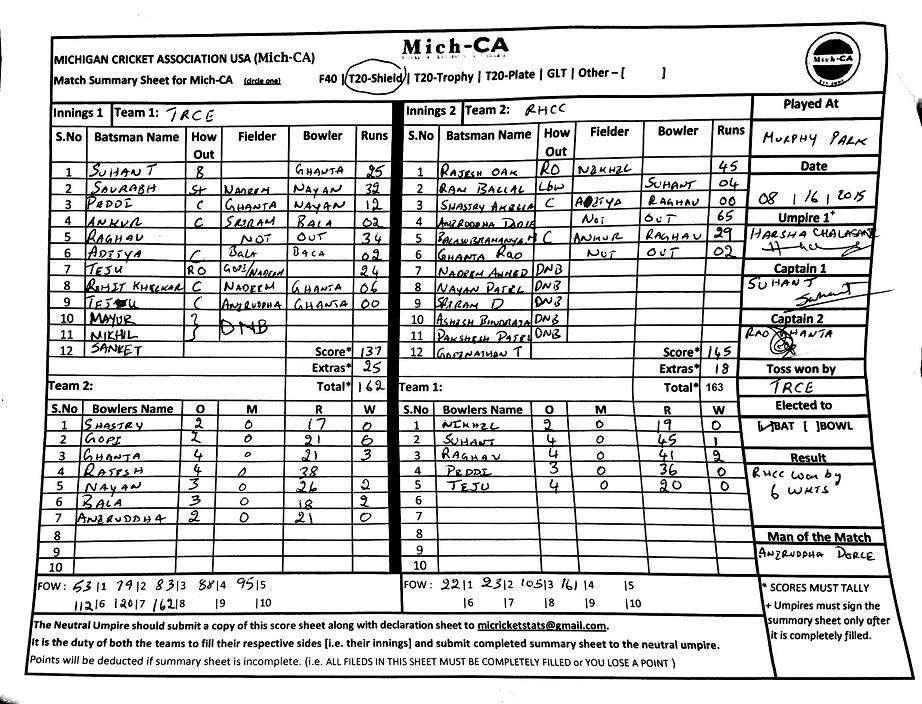 Mich-CA
MICHIGAN CRICKET ASSOCIATION USA (Mich-CA)
Mich-CA
Match Summary Sheet for Mich-CA (circle one) F40 | T20-Shield | T20-Trophy | T20-Plate | GLT | Other – [ ]
Innings 1 Team 1: TRCE
S.No Batsman Name How Out Fielder Bowler Runs
1 SUHANT B GHANTA 25
2 SAURABH St NADEEM NAYAN 32
3 PEDDI C GHANTA NAYAN 12
4 ANKUR C SRIRAM BALA 02
5 RAGHAV NOT OUT 34
6 ADITYA C BALA BALA 02
7 TEJU RO GOPI/NADEEM 24
8 ROHIT KHELKAR C NADEEM GHANTA 06
9 C ANIRUDDHA GHANTA 00
10 MAYUR } DNB
11 NIKHIL
12 SANKET Score* 137
Extras* 25
Total* 162
Innings 2 Team 2: RHCC
S.No Batsman Name How Out Fielder Bowler Runs
1 RAJESH OAK RO NIKHIL 45
2 RAM BALLAL Lbw SUHANT 04
3 SHASTRY AKELLA C ADITYA RAGHAV 00
4 ANIRUDDHA DORLE NOT OUT 65
5 C ANKUR RAGHAV 29
6 GHANTA RAO NOT OUT 02
7 NADEEM AHMED DNB
8 NAYAN PATEL DNB
9 SRIRAM D DNB
10 ASHISH DNB
11 PATEL DNB
12 GOPINATHAN T Score* 145
Extras* 18
Total* 163
Played At
MURPHY PARK
Date
08 / 16 / 2015
Umpire 1+
HARSHA CHALASANI
Captain 1
SUHANT
Suhant
Captain 2
RAO GHANTA
Toss won by
TRCE
Elected to
[✓]BAT [ ]BOWL
Result
RHCC won by
6 WKTS
Man of the Match
ANIRUDDHA DORLE
Team 2:
S.No Bowlers Name O M R W
1 SHASTRY 2 0 17 0
2 GOPI 2 0 21 0
3 GHANTA 4 0 21 3
4 RAJESH 4 0 38
5 NAYAN 3 0 26 2
6 BALA 3 0 18 2
7 ANIRUDDHA 2 0 21 0
8
9
10
Team 1:
S.No Bowlers Name O M R W
1 NIKHIL 2 0 19 0
2 SUHANT 4 0 45 1
3 RAGHAV 4 0 41 2
4 PEDDI 3 0 36 0
5 TEJU 4 0 20 0
6
7
8
9
10
FOW : 53|1 79|2 83|3 88|4 95|5
112|6 120|7 162|8 |9 |10
FOW : 22|1 23|2 105|3 161|4 |5
|6 |7 |8 |9 |10
* SCORES MUST TALLY
+ Umpires must sign the
summary sheet only after
it is completely filled.
The Neutral Umpire should submit a copy of this score sheet along with declaration sheet to micricketstats@gmail.com.
It is the duty of both the teams to fill their respective sides [i.e. their innings] and submit completed summary sheet to the neutral umpire.
Points will be deducted if summary sheet is incomplete. (i.e. ALL FILEDS IN THIS SHEET MUST BE COMPLETELY FILLED or YOU LOSE A POINT )